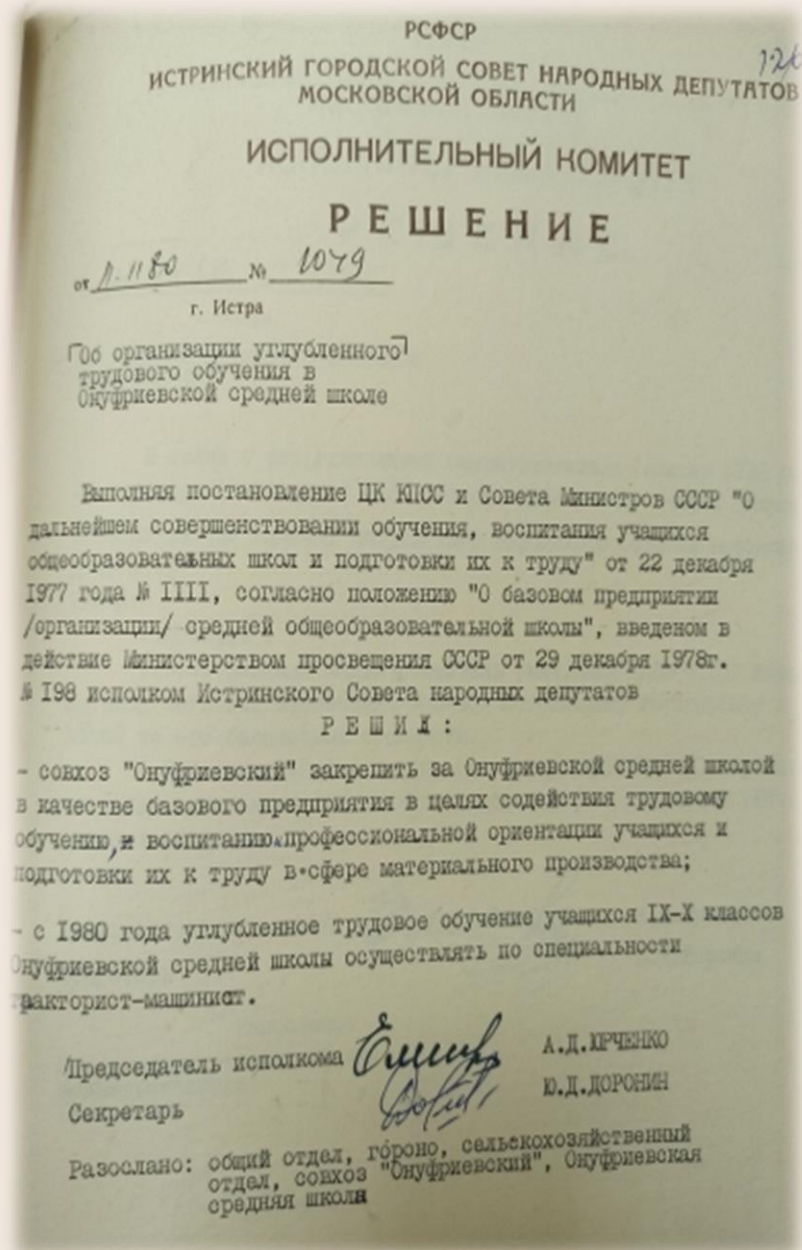 РСФСР
ИСТРИНСКИЙ ГОРОДСКОЙ СОВЕТ НАРОДНЫХ ДЕПУТАТОВ
МОСКОВСКОЙ ОБЛАСТИ
ИСПОЛНИТЕЛЬНЫЙ КОМИТЕТ
РЕШЕНИЕ
от 11.80 № 1049
г. Истра
Об организации углубленного
трудового обучения в
Онуфриевской средней школе
Выполняя постановление ЦК КПСС и Совета Министров СССР "О
дальнейшем совершенствовании обучения, воспитания учащихся
общеобразовательных школ и подготовки их к труду" от 22 декабря
1977 года № IIII, согласно положению "О базовом предприятии
/организации/ средней общеобразовательной школы", введеном в
действие Министерством просвещения СССР от 29 декабря 1978г.
№ 198 исполком Истринского Совета народных депутатов
РЕШИЛ:
- совхоз "Онуфриевский" закрепить за Онуфриевской средней школой
в качестве базового предприятия в целях содействия трудовому
обучению, и воспитанию профессиональной ориентации учащихся и
подготовки их к труду в сфере материального производства;
- с 1980 года углубленное трудовое обучение учащихся IX-X классов
Онуфриевской средней школы осуществлять по специальности
тракторист-машинист.
Председатель исполкома А.Д.ЮРЧЕНКО
Секретарь Ю.Д.ДОРОНИН
Разослано: общий отдел, гороно, сельскохозяйственный
отдел, совхоз "Онуфриевский", Онуфриевская
средняя школа